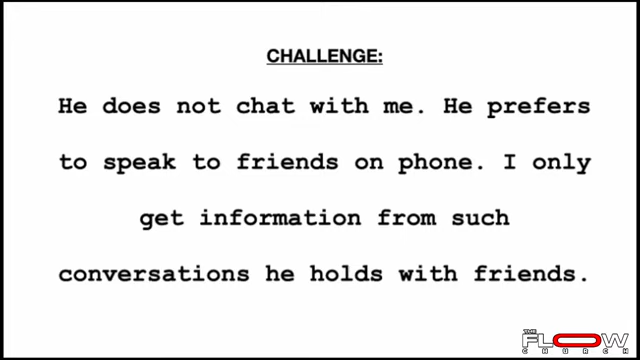 CHALLENGE:
He does not chat with me. He prefers
to speak to friends on phone. I only
get information from such
conversations he holds with friends.
THE
FLOW
CHURCH